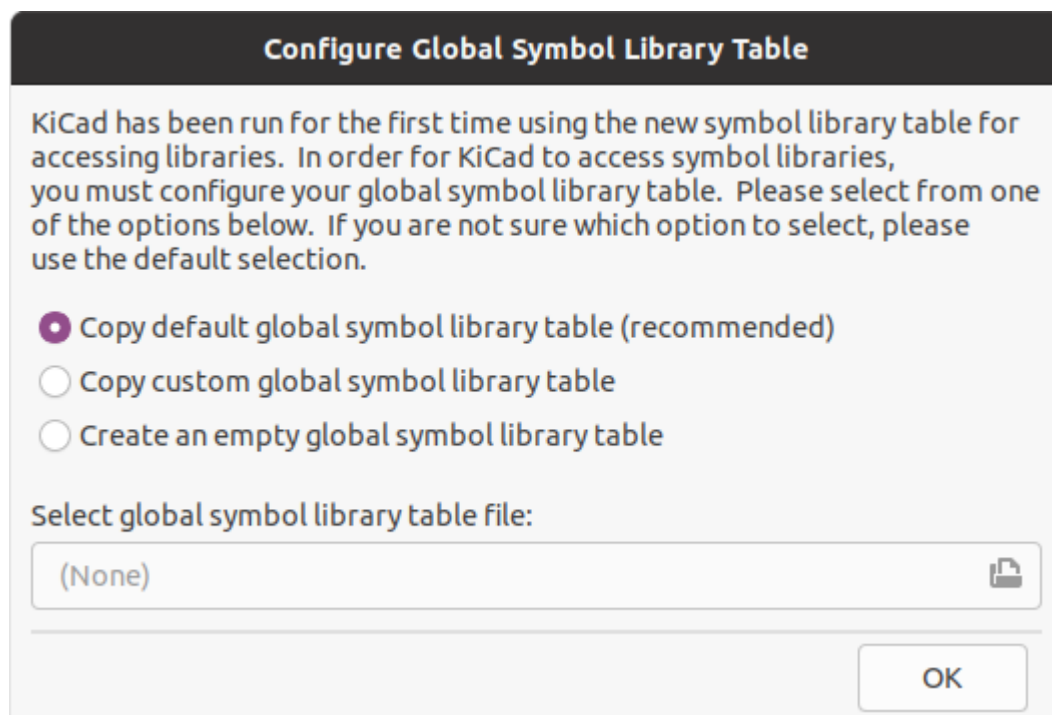 Configure Global Symbol Library Table
KiCad has been run for the first time using the new symbol library table for
accessing libraries.  In order for KiCad to access symbol libraries,
you must configure your global symbol library table.  Please select from one
of the options below.  If you are not sure which option to select, please
use the default selection.
Copy default global symbol library table (recommended)
Copy custom global symbol library table
Create an empty global symbol library table
Select global symbol library table file:
(None)
OK